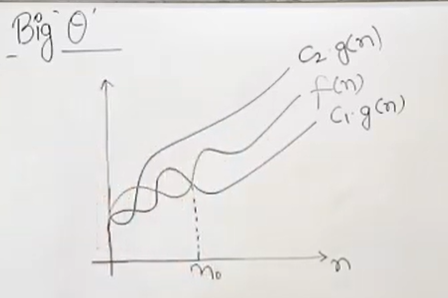 Big 'θ'
c₂·g(n)
f(n)
c₁·g(n)
n₀
n